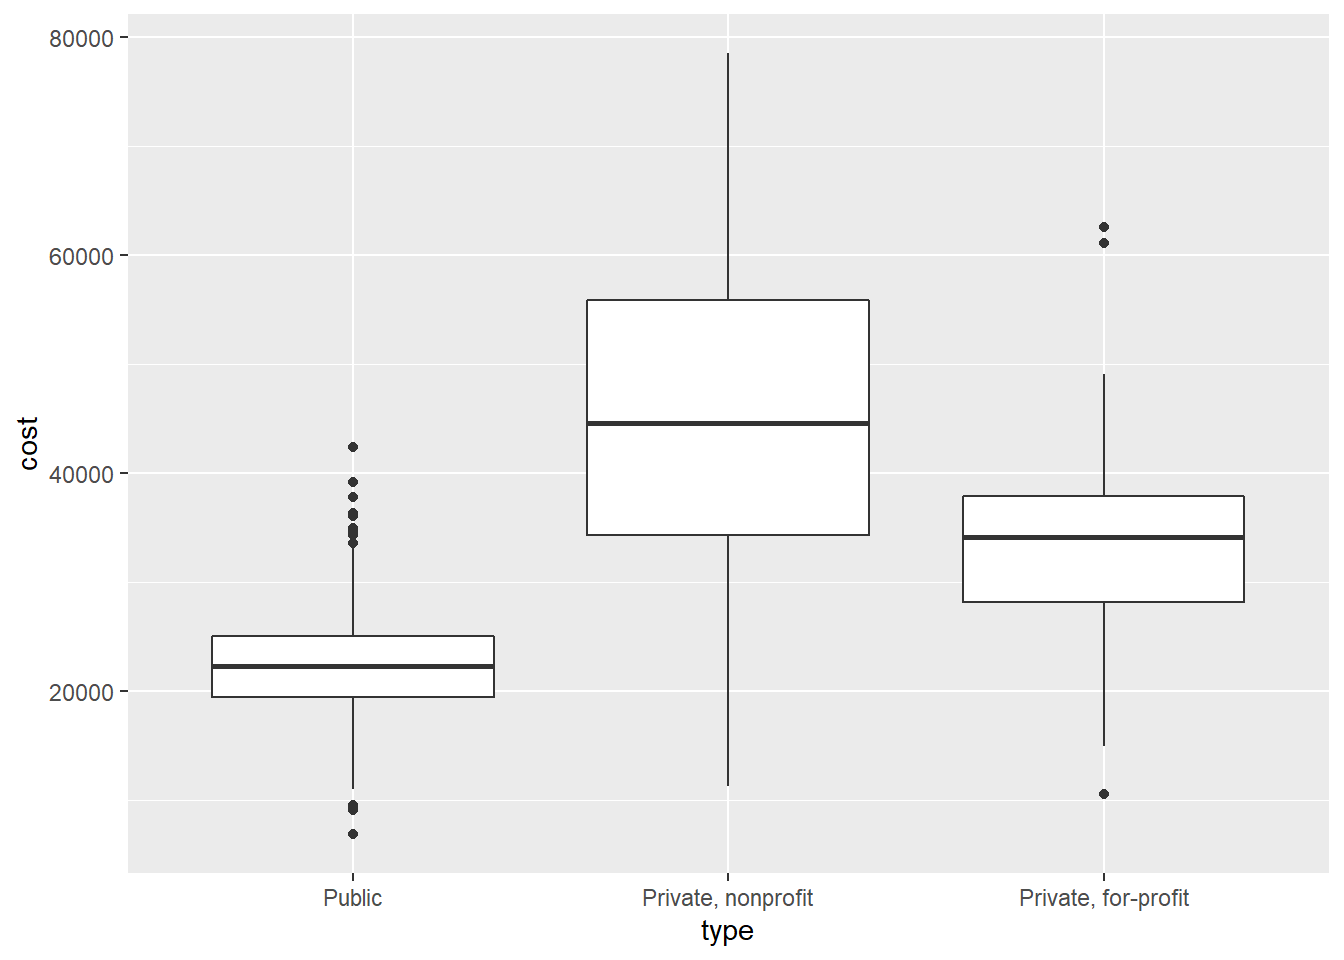 80000
60000
40000
20000
cost
Public
Private, nonprofit
Private, for-profit
type